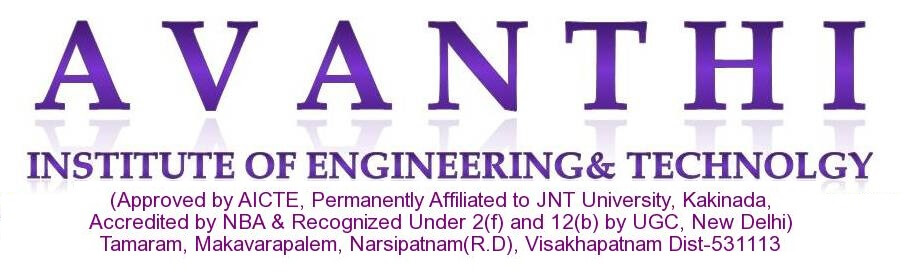 AVANTHI
INSTITUTE OF ENGINEERING& TECHNOLGY
(Approved by AICTE, Permanently Affiliated to JNT University, Kakinada,
Accredited by NBA & Recognized Under 2(f) and 12(b) by UGC, New Delhi)
Tamaram, Makavarapalem, Narsipatnam(R.D), Visakhapatnam Dist-531113